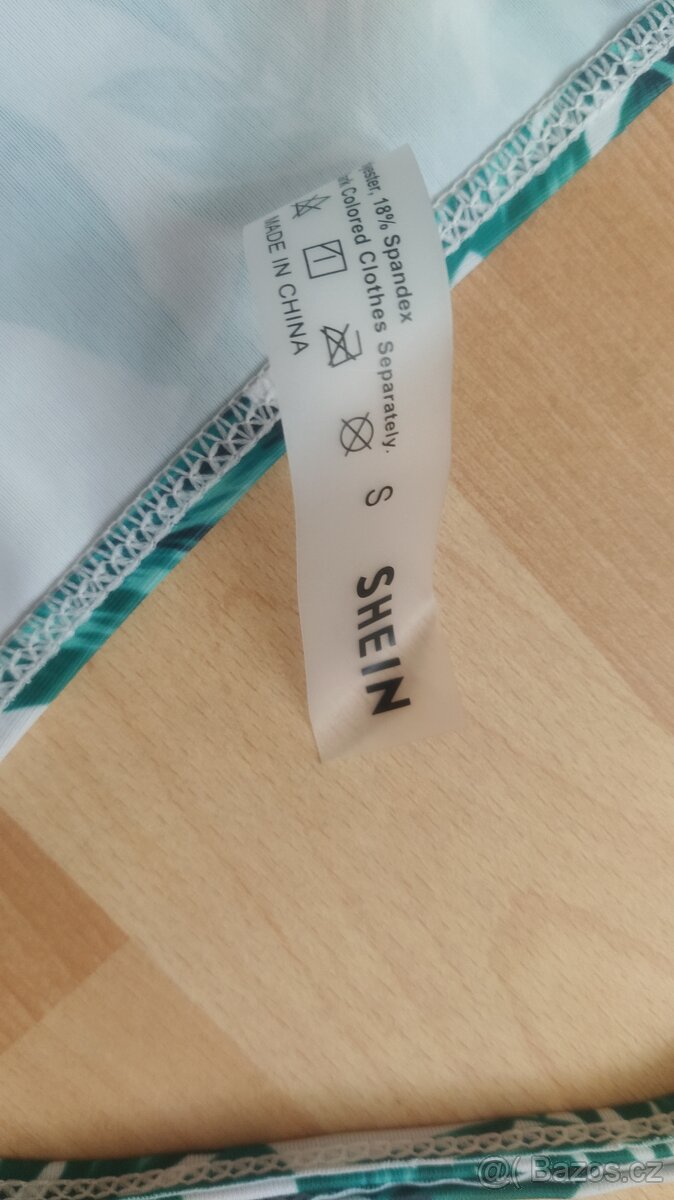 18% Spandex
Colored Clothes Separately.
MADE IN CHINA
S
SHEIN
@( Bazos.cz